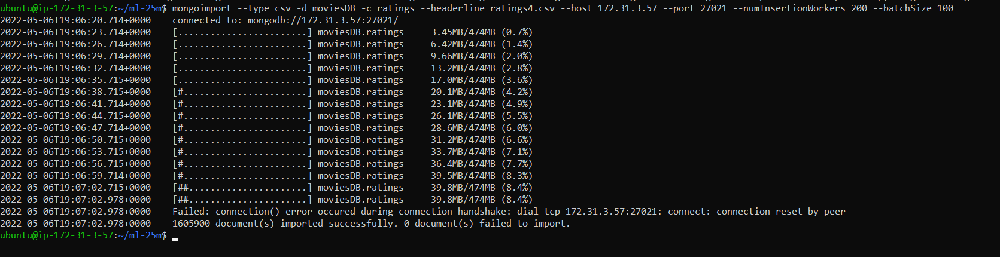 ubuntu@ip-172-31-3-57:~/ml-25m$ mongoimport --type csv -d moviesDB -c ratings --headerline ratings4.csv --host 172.31.3.57 --port 27021 --numInsertionWorkers 200 --batchSize 100
2022-05-06T19:06:20.714+0000    connected to: mongodb://172.31.3.57:27021/
2022-05-06T19:06:23.714+0000    [........................] moviesDB.ratings     3.45MB/474MB (0.7%)
2022-05-06T19:06:26.714+0000    [........................] moviesDB.ratings     6.42MB/474MB (1.4%)
2022-05-06T19:06:29.714+0000    [........................] moviesDB.ratings     9.66MB/474MB (2.0%)
2022-05-06T19:06:32.714+0000    [........................] moviesDB.ratings     13.2MB/474MB (2.8%)
2022-05-06T19:06:35.715+0000    [........................] moviesDB.ratings     17.0MB/474MB (3.6%)
2022-05-06T19:06:38.715+0000    [#.......................] moviesDB.ratings     20.1MB/474MB (4.2%)
2022-05-06T19:06:41.714+0000    [#.......................] moviesDB.ratings     23.1MB/474MB (4.9%)
2022-05-06T19:06:44.715+0000    [#.......................] moviesDB.ratings     26.1MB/474MB (5.5%)
2022-05-06T19:06:47.714+0000    [#.......................] moviesDB.ratings     28.6MB/474MB (6.0%)
2022-05-06T19:06:50.715+0000    [#.......................] moviesDB.ratings     31.2MB/474MB (6.6%)
2022-05-06T19:06:53.715+0000    [#.......................] moviesDB.ratings     33.7MB/474MB (7.1%)
2022-05-06T19:06:56.715+0000    [#.......................] moviesDB.ratings     36.4MB/474MB (7.7%)
2022-05-06T19:06:59.714+0000    [#.......................] moviesDB.ratings     39.5MB/474MB (8.3%)
2022-05-06T19:07:02.715+0000    [##......................] moviesDB.ratings     39.8MB/474MB (8.4%)
2022-05-06T19:07:02.978+0000    [##......................] moviesDB.ratings     39.8MB/474MB (8.4%)
2022-05-06T19:07:02.978+0000    Failed: connection() error occured during connection handshake: dial tcp 172.31.3.57:27021: connect: connection reset by peer
2022-05-06T19:07:02.978+0000    1605900 document(s) imported successfully. 0 document(s) failed to import.
ubuntu@ip-172-31-3-57:~/ml-25m$